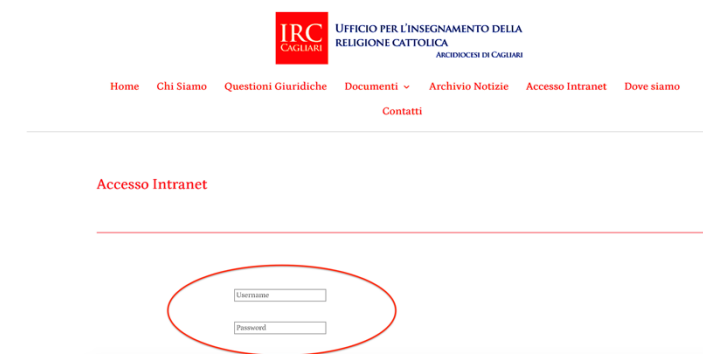 IRC
CAGLIARI
UFFICIO PER L'INSEGNAMENTO DELLA
RELIGIONE CATTOLICA
ARCIDIOCESI DI CAGLIARI
Home Chi Siamo Questioni Giuridiche Documenti Archivio Notizie Accesso Intranet Dove siamo
Contatti
Accesso Intranet
Username
Password